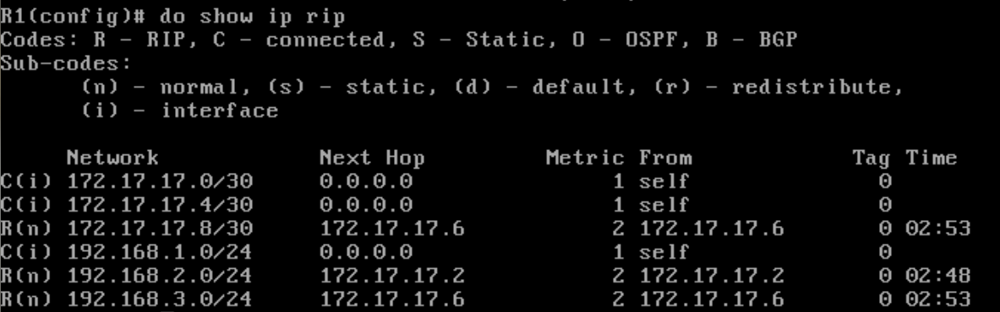 R1(config)# do show ip rip
Codes: R - RIP, C - connected, S - Static, O - OSPF, B - BGP
Sub-codes:
      (n) - normal, (s) - static, (d) - default, (r) - redistribute,
      (i) - interface

     Network            Next Hop         Metric From            Tag Time
C(i) 172.17.17.0/30     0.0.0.0               1 self              0
C(i) 172.17.17.4/30     0.0.0.0               1 self              0
R(n) 172.17.17.8/30     172.17.17.6           2 172.17.17.6       0 02:53
C(i) 192.168.1.0/24     0.0.0.0               1 self              0
R(n) 192.168.2.0/24     172.17.17.2           2 172.17.17.2       0 02:48
R(n) 192.168.3.0/24     172.17.17.6           2 172.17.17.6       0 02:53